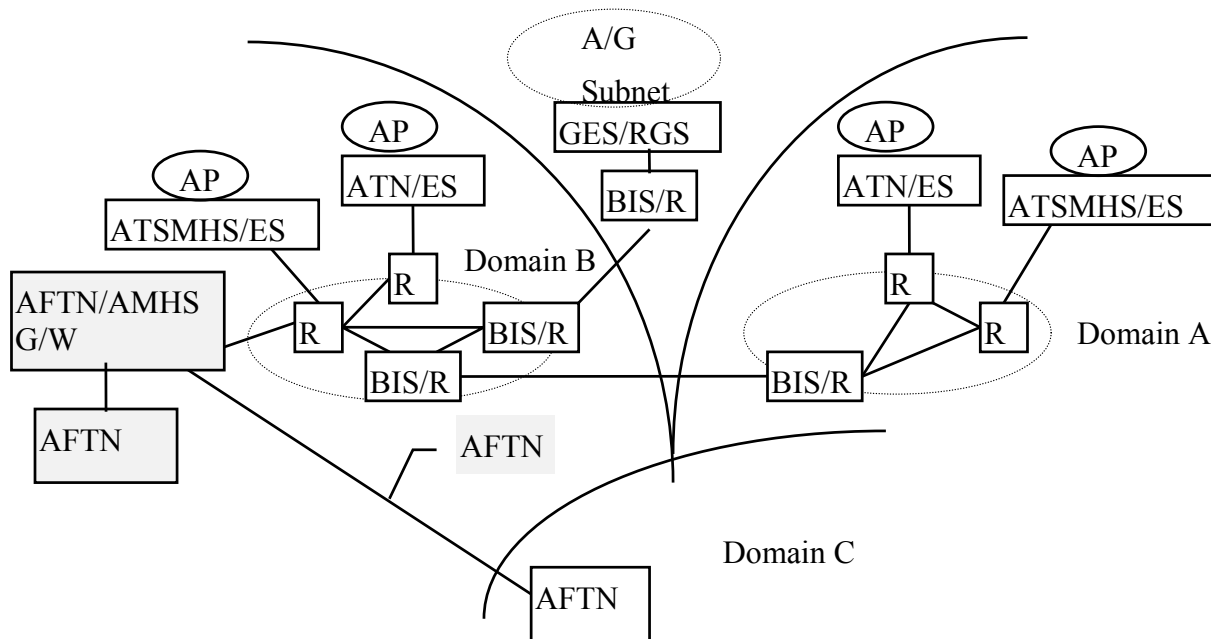 A/G
Subnet
GES/RGS
BIS/R
AP
ATN/ES
AP
ATSMHS/ES
AP
ATN/ES
AP
ATSMHS/ES
Domain B
R
R
BIS/R
BIS/R
AFTN/AMHS
G/W
AFTN
AFTN
R
R
BIS/R
Domain A
Domain C
AFTN